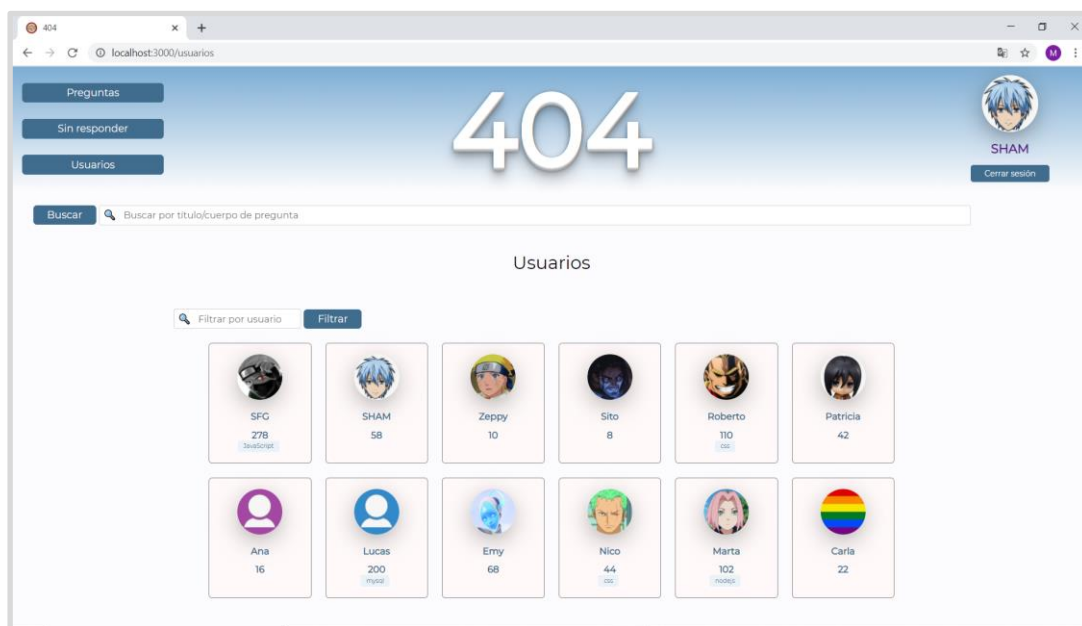 404
localhost:3000/usuarios
M
Preguntas
404
Sin responder
SHAM
Usuarios
Cerrar sesión
Buscar
Buscar por título/cuerpo de pregunta
Usuarios
Filtrar por usuario
Filtrar
SFG SHAM Zeppy Sito Roberto Patricia
278 58 10 8 110 42
JavaScript css
Ana Lucas Emy Nico Marta Carla
16 200 68 44 102 22
mysql css nodejs